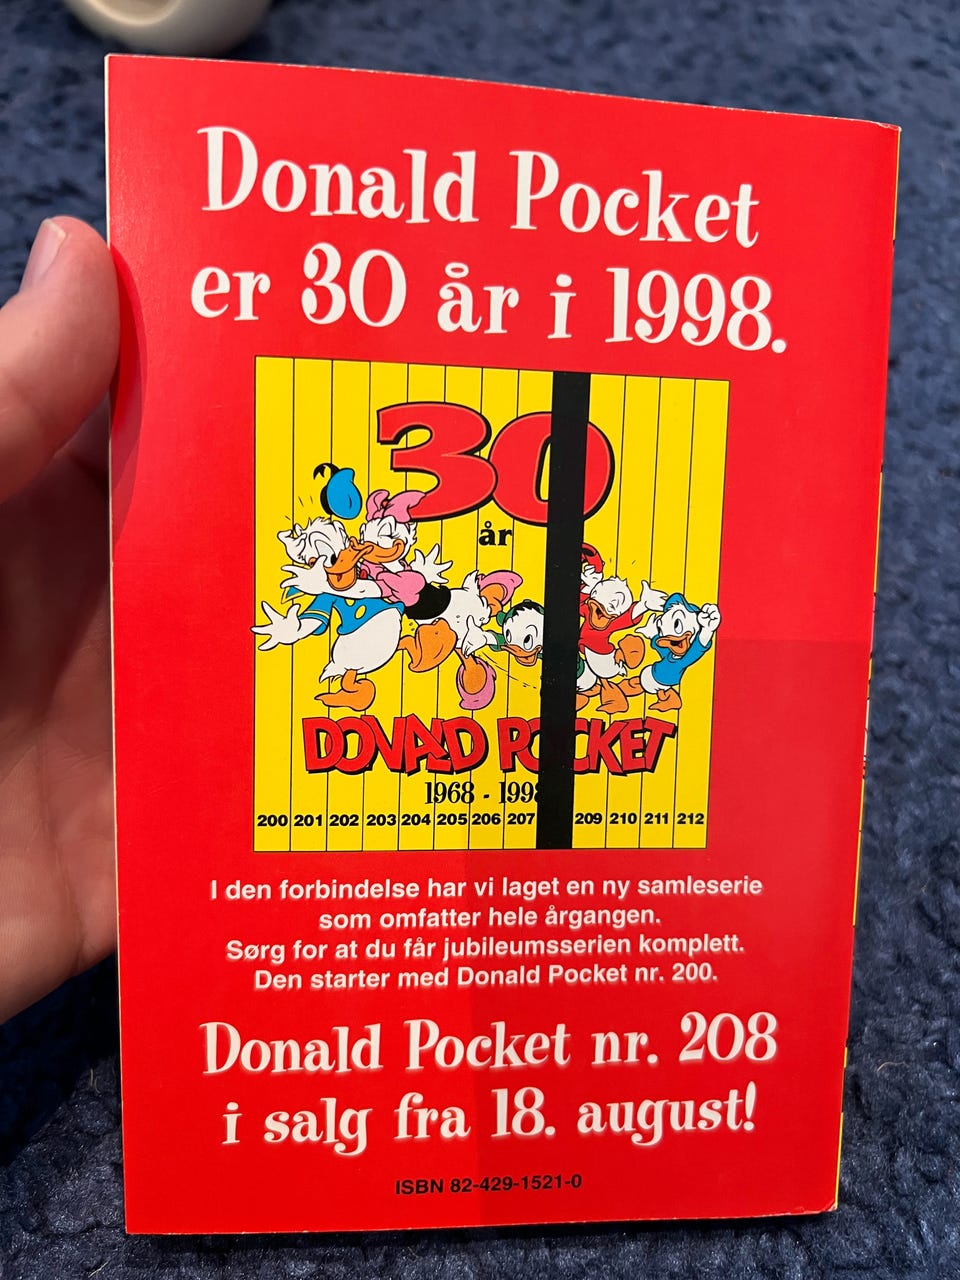 Donald Pocket
er 30 år i 1998.
30
år
DONALD POCKET
1968 - 1998
200 201 202 203 204 205 206 207 209 210 211 212
I den forbindelse har vi laget en ny samleserie
som omfatter hele årgangen.
Sørg for at du får jubileumsserien komplett.
Den starter med Donald Pocket nr. 200.
Donald Pocket nr. 208
i salg fra 18. august!
ISBN 82-429-1521-0